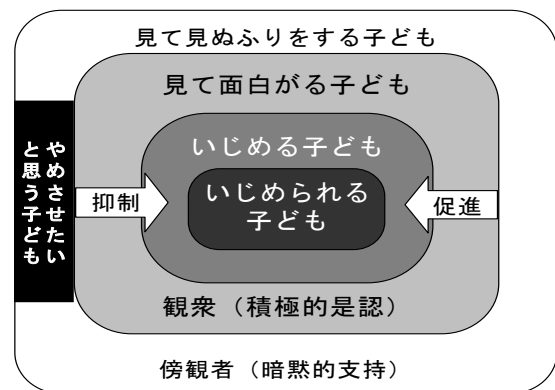 見て見ぬふりをする子ども
見て面白がる子ども
いじめる子ども
いじめられる
子ども
やめさせたい
と思う子ども
抑制
促進
観衆（積極的是認）
傍観者（暗黙的支持）